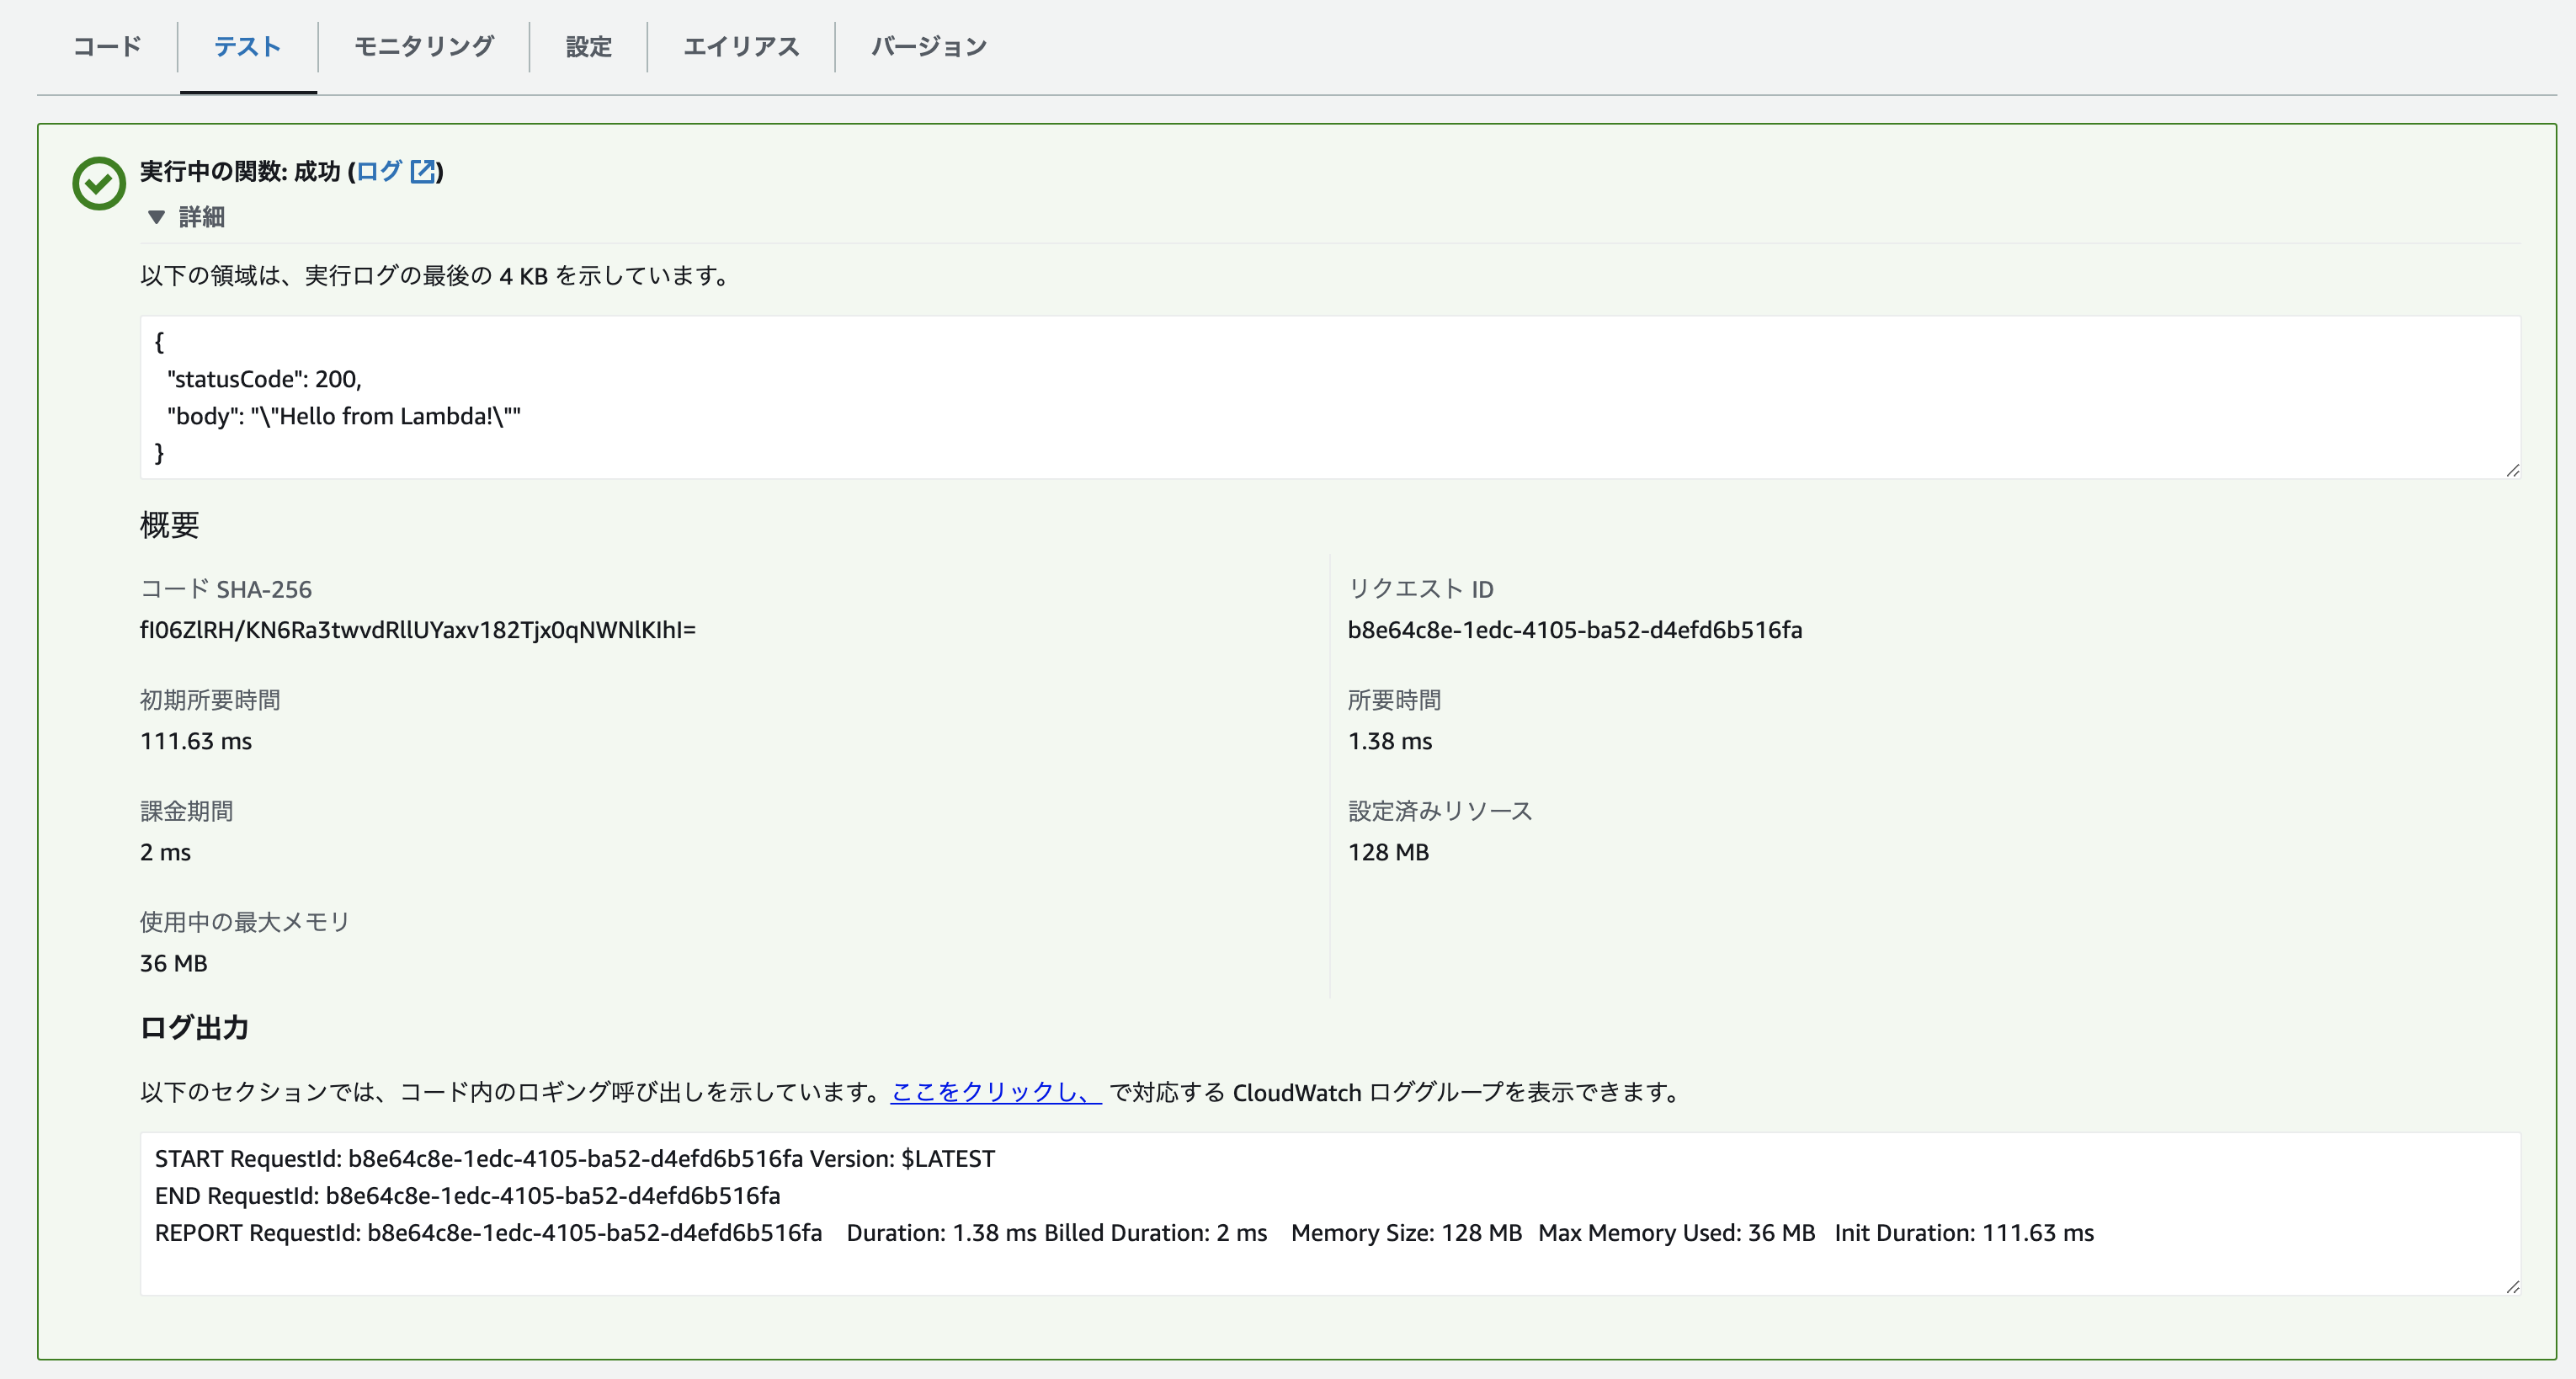 コード
テスト
モニタリング
設定
エイリアス
バージョン
実行中の関数: 成功 (ログ)
詳細
以下の領域は、実行ログの最後の 4 KB を示しています。
{
"statusCode": 200,
"body": "\"Hello from Lambda!\""
}
概要
コード SHA-256
fI06ZlRH/KN6Ra3twvdRllUYaxv182Tjx0qNWNlKIhI=
リクエスト ID
b8e64c8e-1edc-4105-ba52-d4efd6b516fa
初期所要時間
111.63 ms
所要時間
1.38 ms
課金期間
2 ms
設定済みリソース
128 MB
使用中の最大メモリ
36 MB
ログ出力
以下のセクションでは、コード内のロギング呼び出しを示しています。ここをクリックし、 で対応する CloudWatch ロググループを表示できます。
START RequestId: b8e64c8e-1edc-4105-ba52-d4efd6b516fa Version: $LATEST
END RequestId: b8e64c8e-1edc-4105-ba52-d4efd6b516fa
REPORT RequestId: b8e64c8e-1edc-4105-ba52-d4efd6b516fa Duration: 1.38 ms Billed Duration: 2 ms Memory Size: 128 MB Max Memory Used: 36 MB Init Duration: 111.63 ms